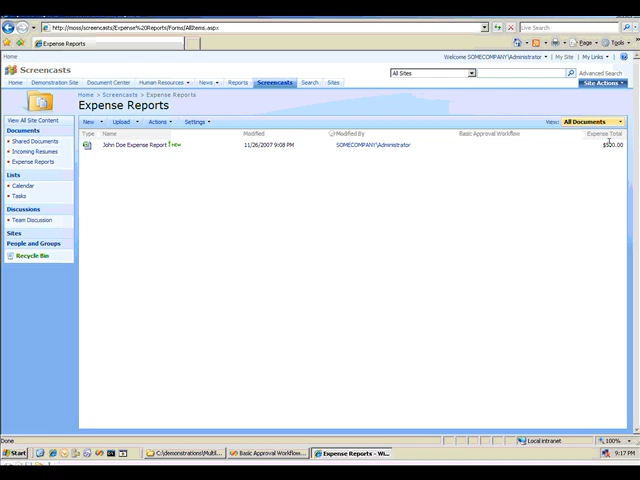 http://moss/screencasts/Expense%20Reports/Forms/AllItems.aspx
Live Search
Expense Reports
Page
Tools
Home
Welcome SOMECOMPANY\Administrator
My Site
My Links
Screencasts
All Sites
Advanced Search
Home
Demonstration Site
Document Center
Human Resources
News
Reports
Screencasts
Search
Sites
Site Actions
Home > Screencasts > Expense Reports
Expense Reports
View All Site Content
Documents
Shared Documents
Incoming Resumes
Expense Reports
Lists
Calendar
Tasks
Discussions
Team Discussion
Sites
People and Groups
Recycle Bin
New
Upload
Actions
Settings
View:
All Documents
Type
Name
Modified
Modified By
Basic Approval Workflow
Expense Total
John Doe Expense Report
NEW
11/26/2007 9:08 PM
SOMECOMPANY\Administrator
$500.00
Done
Local intranet
100%
Start
C:\demonstrations\Multil...
Basic Approval Workflow...
Expense Reports - Wi...
9:17 PM